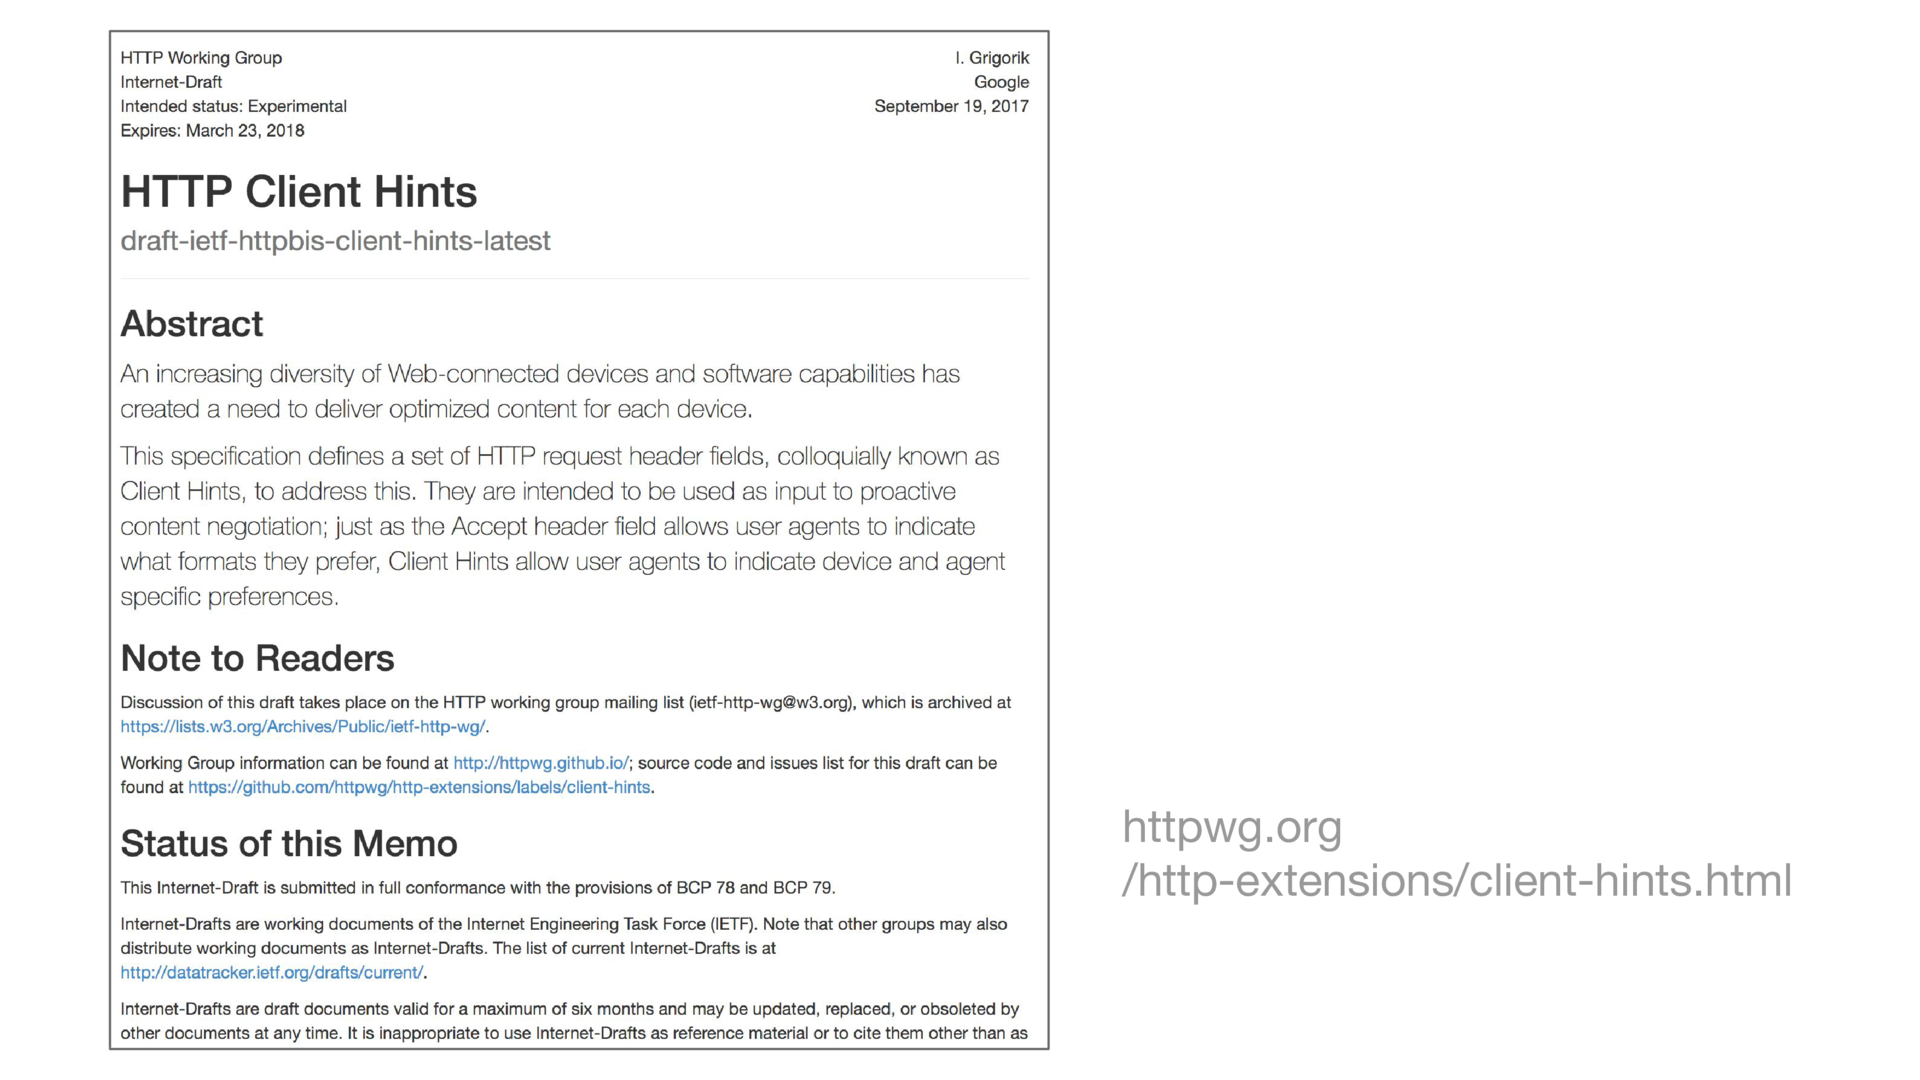 HTTP Working Group
I. Grigorik
Internet-Draft
Google
Intended status: Experimental
September 19, 2017
Expires: March 23, 2018
HTTP Client Hints
draft-ietf-httpbis-client-hints-latest
Abstract
An increasing diversity of Web-connected devices and software capabilities has
created a need to deliver optimized content for each device.
This specification defines a set of HTTP request header fields, colloquially known as
Client Hints, to address this. They are intended to be used as input to proactive
content negotiation; just as the Accept header field allows user agents to indicate
what formats they prefer, Client Hints allow user agents to indicate device and agent
specific preferences.
Note to Readers
Discussion of this draft takes place on the HTTP working group mailing list (ietf-http-wg@w3.org), which is archived at
https://lists.w3.org/Archives/Public/ietf-http-wg/.
Working Group information can be found at http://httpwg.github.io/; source code and issues list for this draft can be
found at https://github.com/httpwg/http-extensions/labels/client-hints.
Status of this Memo
This Internet-Draft is submitted in full conformance with the provisions of BCP 78 and BCP 79.
Internet-Drafts are working documents of the Internet Engineering Task Force (IETF). Note that other groups may also
distribute working documents as Internet-Drafts. The list of current Internet-Drafts is at
http://datatracker.ietf.org/drafts/current/.
Internet-Drafts are draft documents valid for a maximum of six months and may be updated, replaced, or obsoleted by
other documents at any time. It is inappropriate to use Internet-Drafts as reference material or to cite them other than as
httpwg.org
/http-extensions/client-hints.html